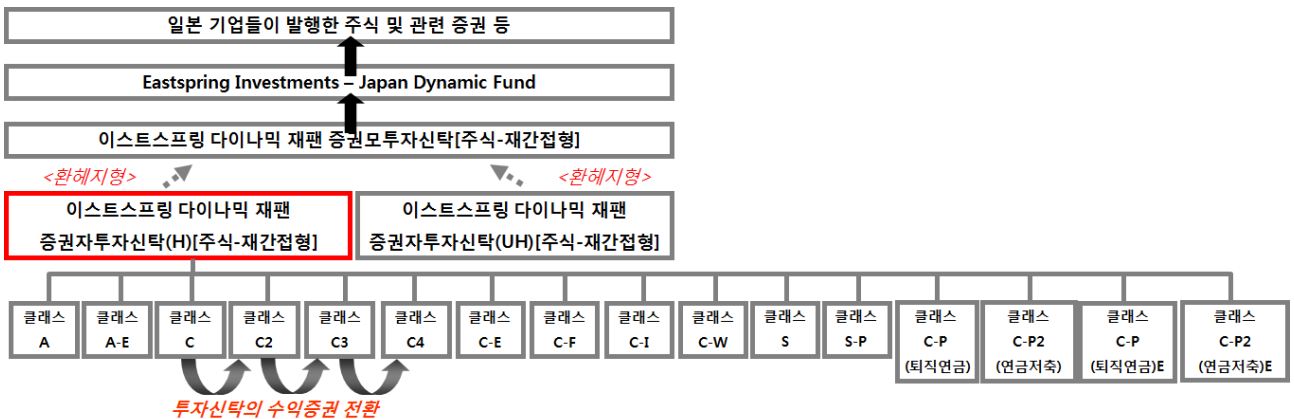 일본 기업들이 발행한 주식 및 관련 증권 등
Eastspring Investments – Japan Dynamic Fund
이스트스프링 다이나믹 재팬 증권모투자신탁[주식-재간접형]
<환헤지형>
<환헤지형>
이스트스프링 다이나믹 재팬
증권자투자신탁(H)[주식-재간접형]
이스트스프링 다이나믹 재팬
증권자투자신탁(UH)[주식-재간접형]
클래스
A
클래스
A-E
클래스
C
클래스
C2
클래스
C3
클래스
C4
클래스
C-E
클래스
C-F
클래스
C-I
클래스
C-W
클래스
S
클래스
S-P
클래스
C-P
(퇴직연금)
클래스
C-P2
(연금저축)
클래스
C-P
(퇴직연금)E
클래스
C-P2
(연금저축)E
투자신탁의 수익증권 전환